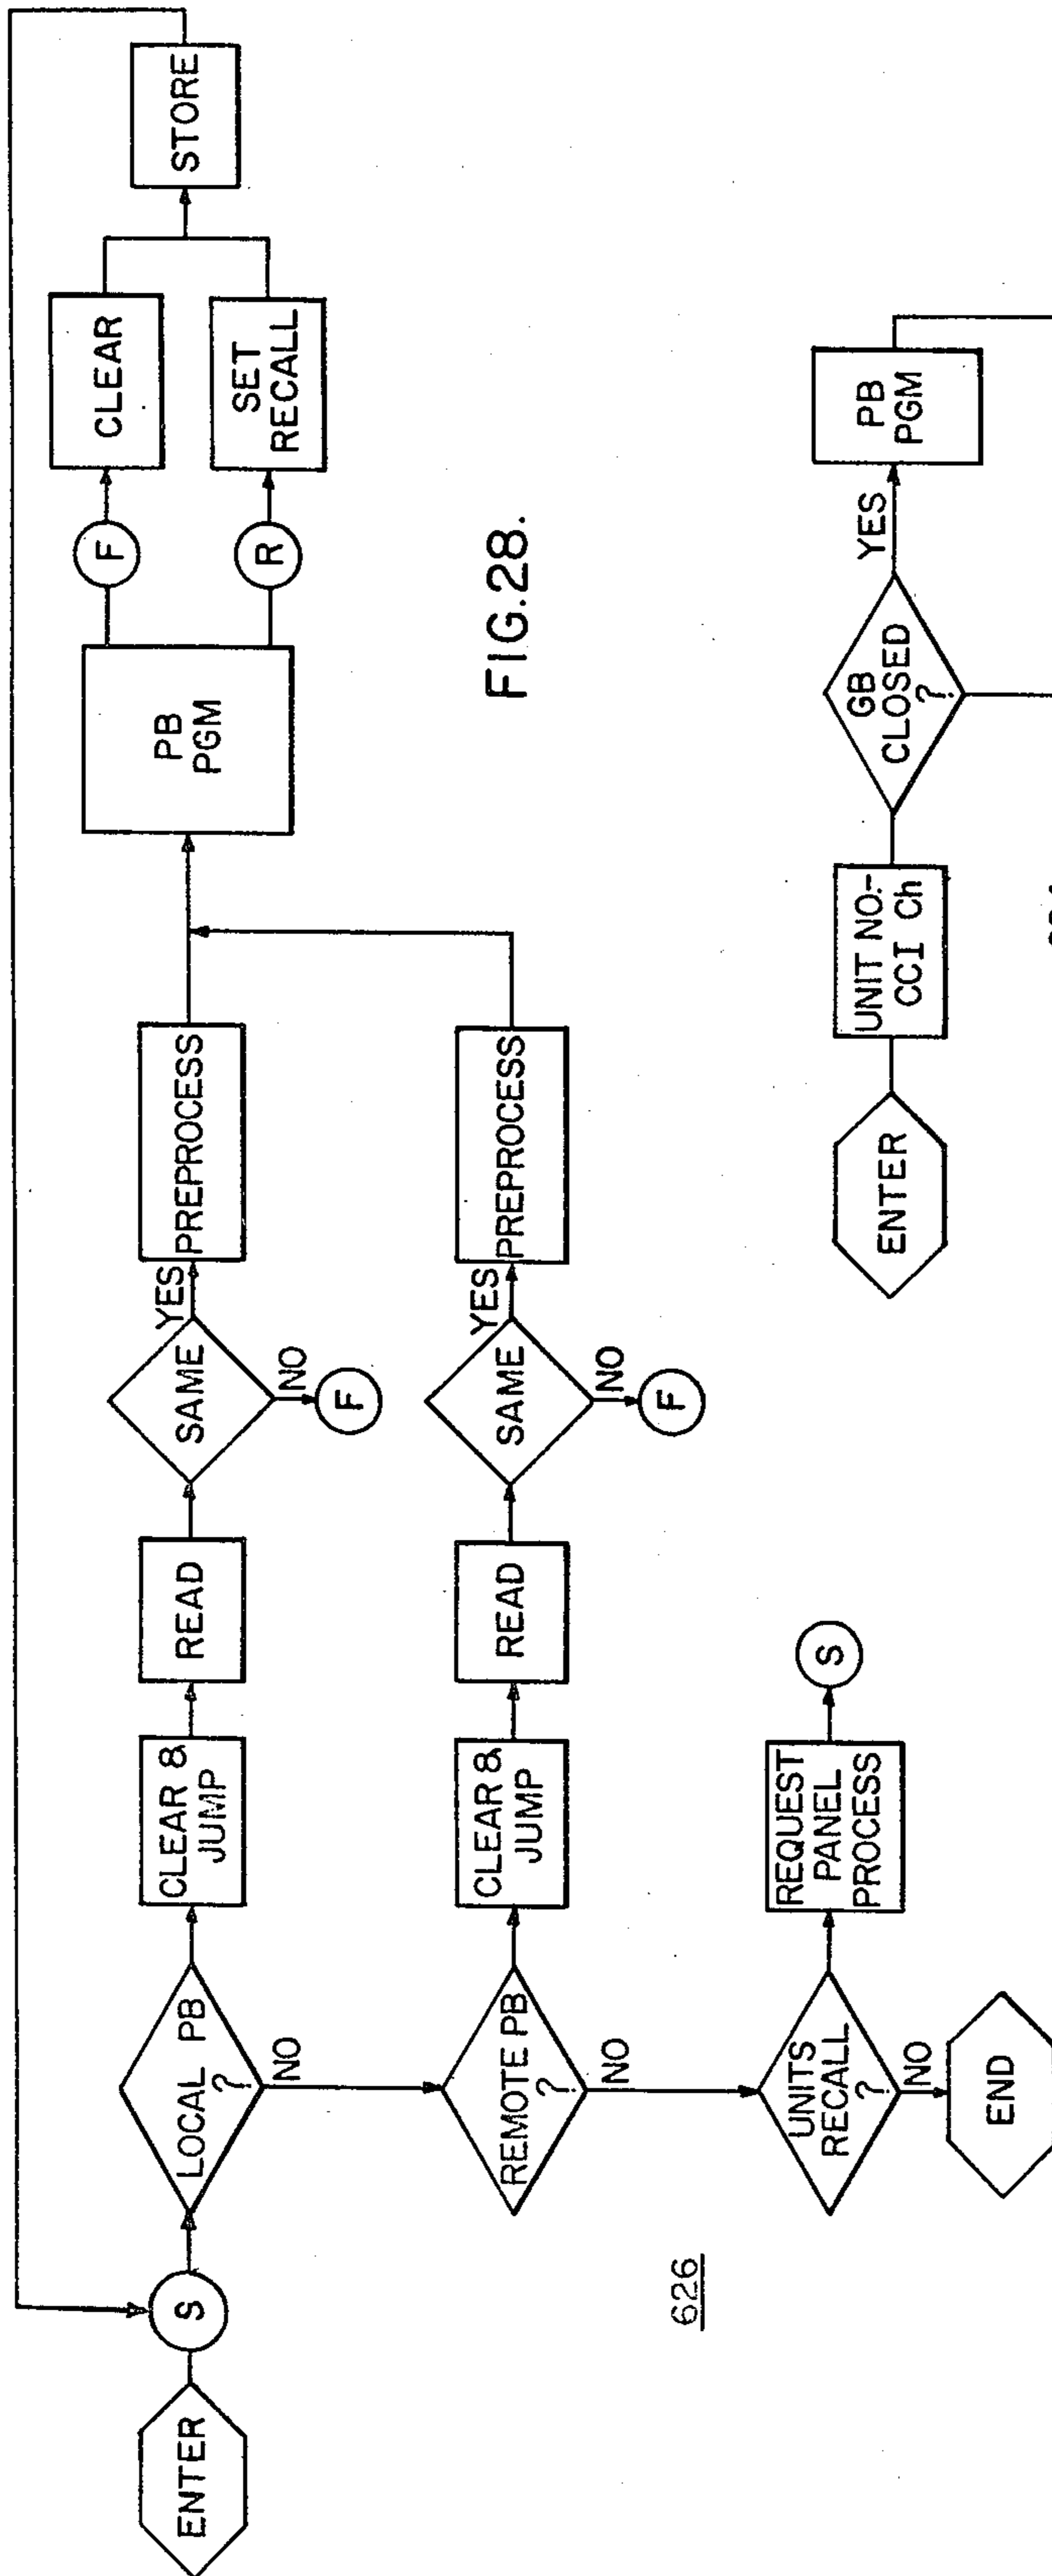 ENTER
S
LOCAL PB
?
CLEAR &
JUMP
READ
SAME
YES
NO
F
PREPROCESS
PB
PGM
F
CLEAR
R
SET
RECALL
STORE
NO
REMOTE PB
?
CLEAR &
JUMP
READ
SAME
YES
NO
F
PREPROCESS
NO
UNITS
RECALL
?
REQUEST
PANEL
PROCESS
S
NO
END
626
FIG.28.
ENTER
UNIT NO.-
CCI Ch
GB
CLOSED
?
YES
PB
PGM